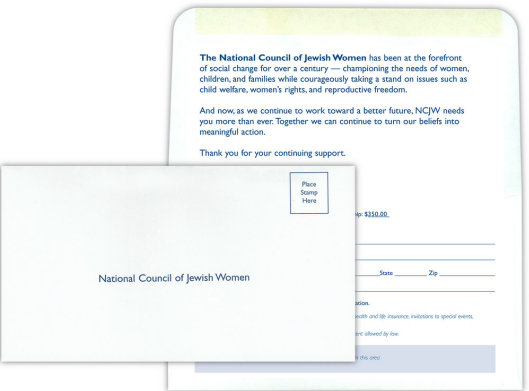 The National Council of Jewish Women has been at the forefront
of social change for over a century — championing the needs of women,
children, and families while courageously taking a stand on issues such as
child welfare, women's rights, and reproductive freedom.
And now, as we continue to work toward a better future, NCJW needs
you more than ever. Together we can continue to turn our beliefs into
meaningful action.
Thank you for your continuing support.
Place
Stamp
Here
National Council of Jewish Women
$350.00
State Zip
health and life insurance, invitations to special events,
allowed by law.
this area